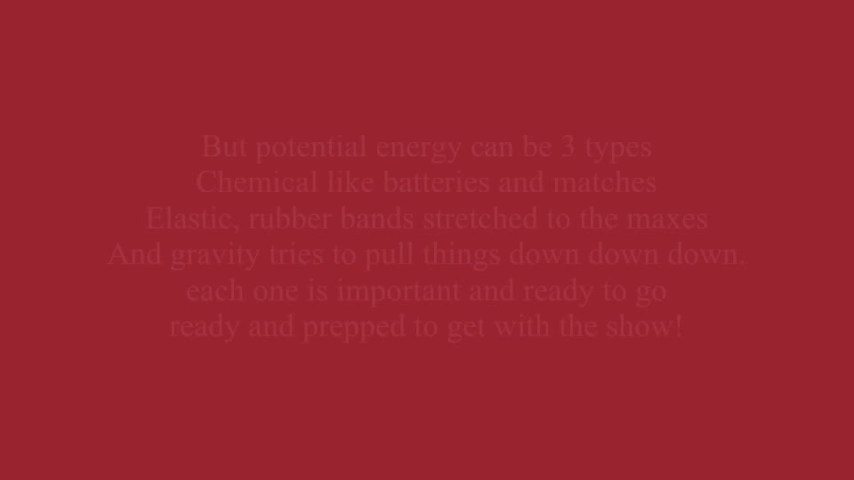 But potential energy can be 3 types
Chemical like batteries and matches
Elastic, rubber bands stretched to the maxes
And gravity tries to pull things down down down,
each one is important and ready to go
ready and prepped to get with the show!